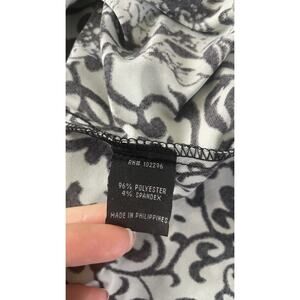 RN# 102296
96% POLYESTER
4% SPANDEX
MADE IN PHILIPPINES